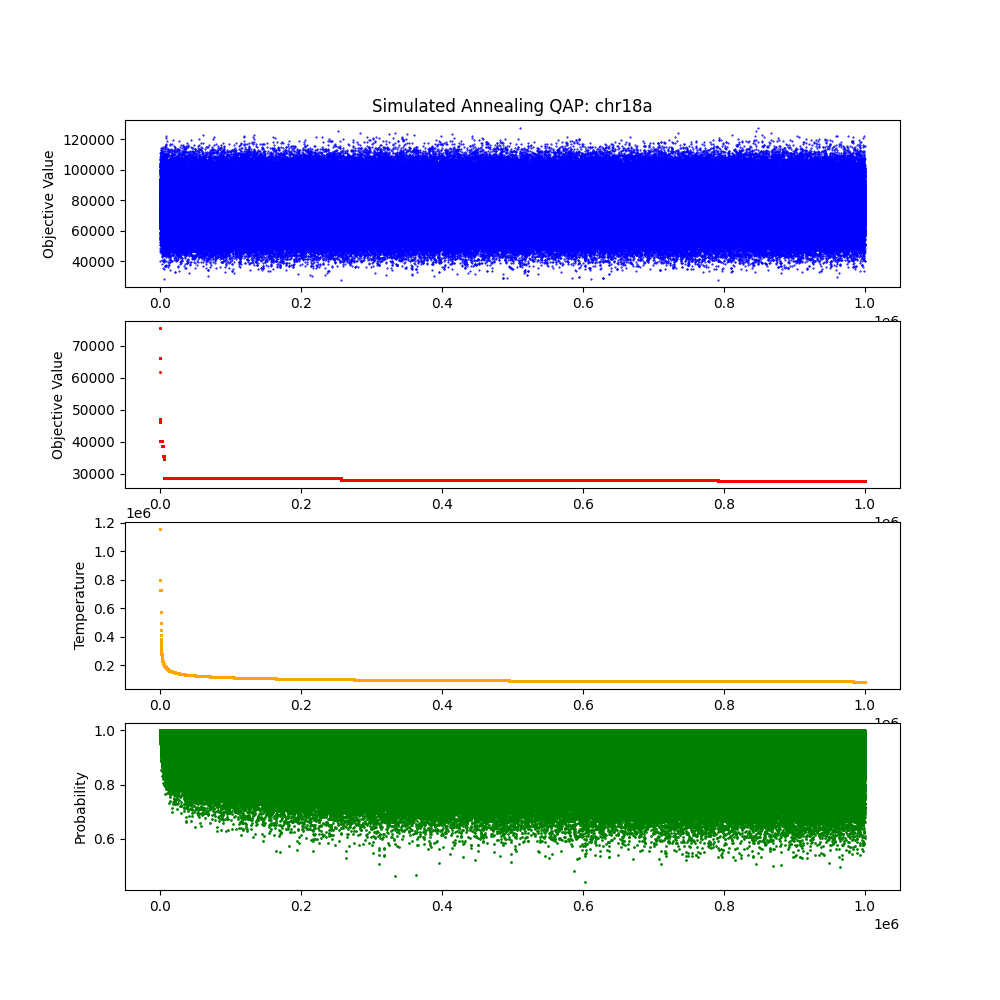 Simulated Annealing QAP: chr18a
Objective Value
120000
100000
80000
60000
40000
0.0 0.2 0.4 0.6 0.8 1.0
1e6
Objective Value
70000
60000
50000
40000
30000
0.0 0.2 0.4 0.6 0.8 1.0
1e6
1e6
Temperature
1.2
1.0
0.8
0.6
0.4
0.2
0.0 0.2 0.4 0.6 0.8 1.0
1e6
Probability
1.0
0.8
0.6
0.0 0.2 0.4 0.6 0.8 1.0
1e6